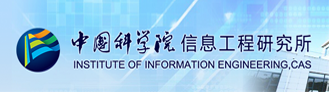 中国科学院 信息工程研究所
INSTITUTE OF INFORMATION ENGINEERING,CAS